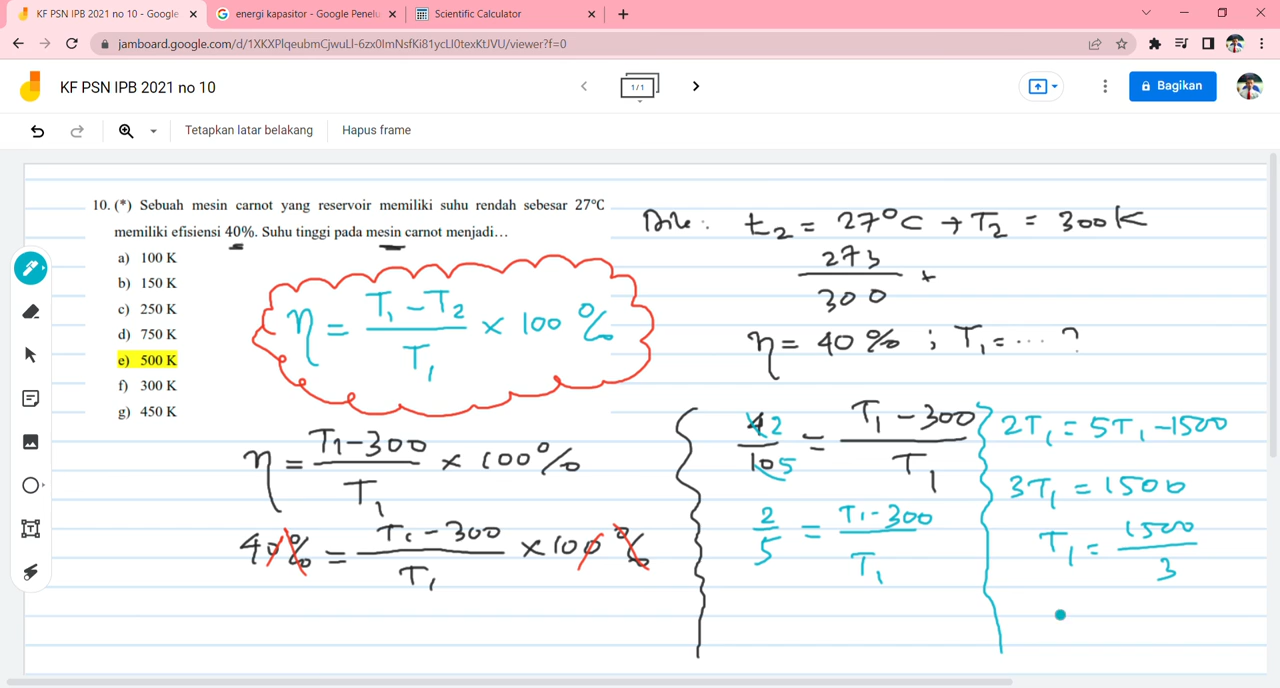 KF PSN IPB 2021 no 10 - Google
energi kapasitor - Google Penelu
Scientific Calculator
jamboard.google.com/d/1XKXPlqeubmCjwuLl-6zx0lmNsfKi81ycLl0texKtJVU/viewer?f=0
KF PSN IPB 2021 no 10
1/1
Bagikan
Tetapkan latar belakang
Hapus frame
10. (*) Sebuah mesin carnot yang reservoir memiliki suhu rendah sebesar 27°C
memiliki efisiensi 40%. Suhu tinggi pada mesin carnot menjadi…
a) 100 K
b) 150 K
c) 250 K
d) 750 K
e) 500 K
f) 300 K
g) 450 K
η = T₁ - T₂ / T₁ × 100 %
η = T₁ - 300 / T₁ × 100 %
40% = T₁ - 300 / T₁ × 100 %
t₂ = 27°C → T₂ = 300 K
273
300 +
η = 40 % ; T₁ = ... ?
4 2 / 10 5 = T₁ - 300 / T₁
2 / 5 = T₁ - 300 / T₁
2T₁ = 5T₁ - 1500
3T₁ = 1500
T₁ = 1500 / 3